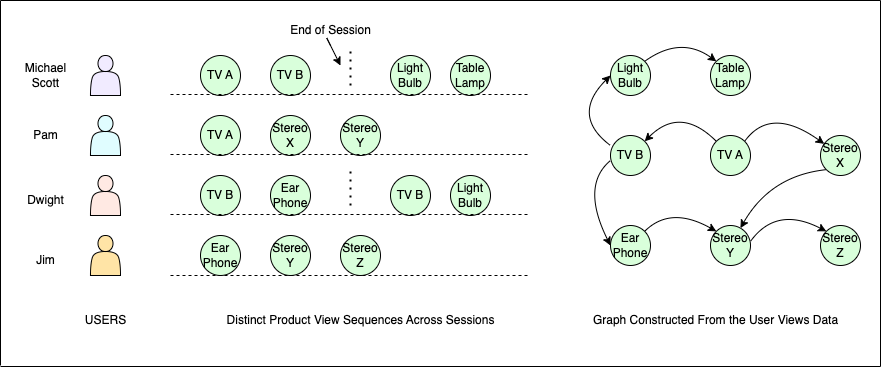 End of Session
Michael
Scott
TV A
TV B
Light
Bulb
Table
Lamp
Pam
TV A
Stereo
X
Stereo
Y
Dwight
TV B
Ear
Phone
TV B
Light
Bulb
Jim
Ear
Phone
Stereo
Y
Stereo
Z
Light
Bulb
Table
Lamp
TV B
TV A
Stereo
X
Ear
Phone
Stereo
Y
Stereo
Z
USERS
Distinct Product View Sequences Across Sessions
Graph Constructed From the User Views Data